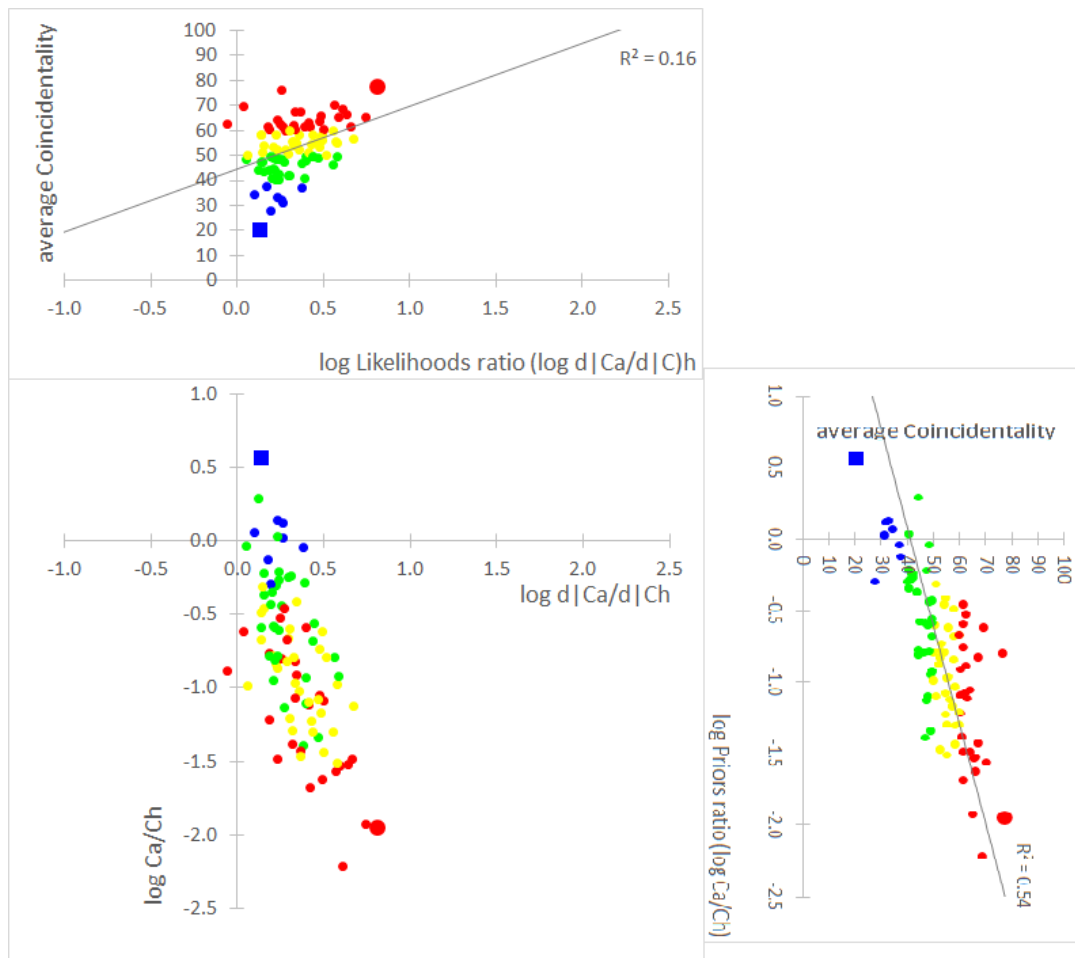 100
90
80
70
60
50
40
30
20
10
0
average Coincidentality
R² = 0.16
-1.0 -0.5 0.0 0.5 1.0 1.5 2.0 2.5
log Likelihoods ratio (log d|Ca/d|C)h
1.0
0.5
0.0
-0.5
-1.0
-1.5
-2.0
-2.5
-1.0 -0.5 0.0 0.5 1.0 1.5 2.0 2.5
log d|Ca/d|Ch
log Ca/Ch
1.0
0.5
0.0
-0.5
-1.0
-1.5
-2.0
-2.5
average Coincidentality
0 10 20 30 40 50 60 70 80 90 100
log Priors ratio (log Ca/Ch)
R² = 0.54